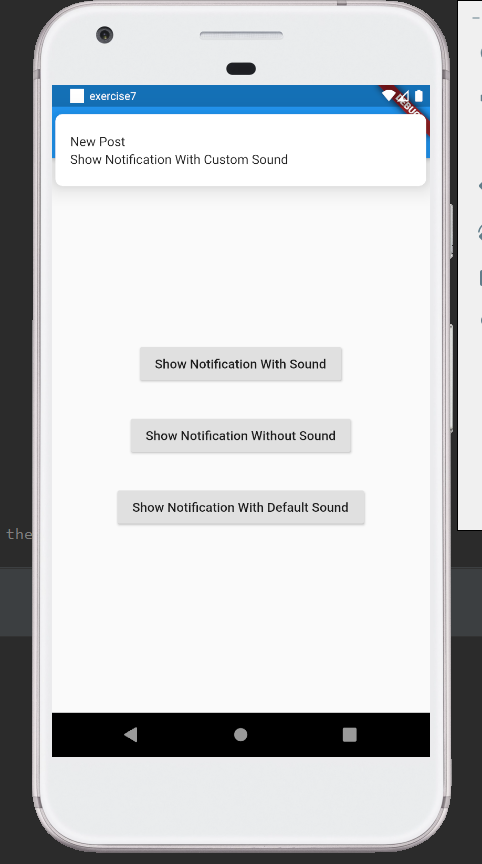 exercise7
New Post
Show Notification With Custom Sound
Show Notification With Sound
Show Notification Without Sound
Show Notification With Default Sound
the